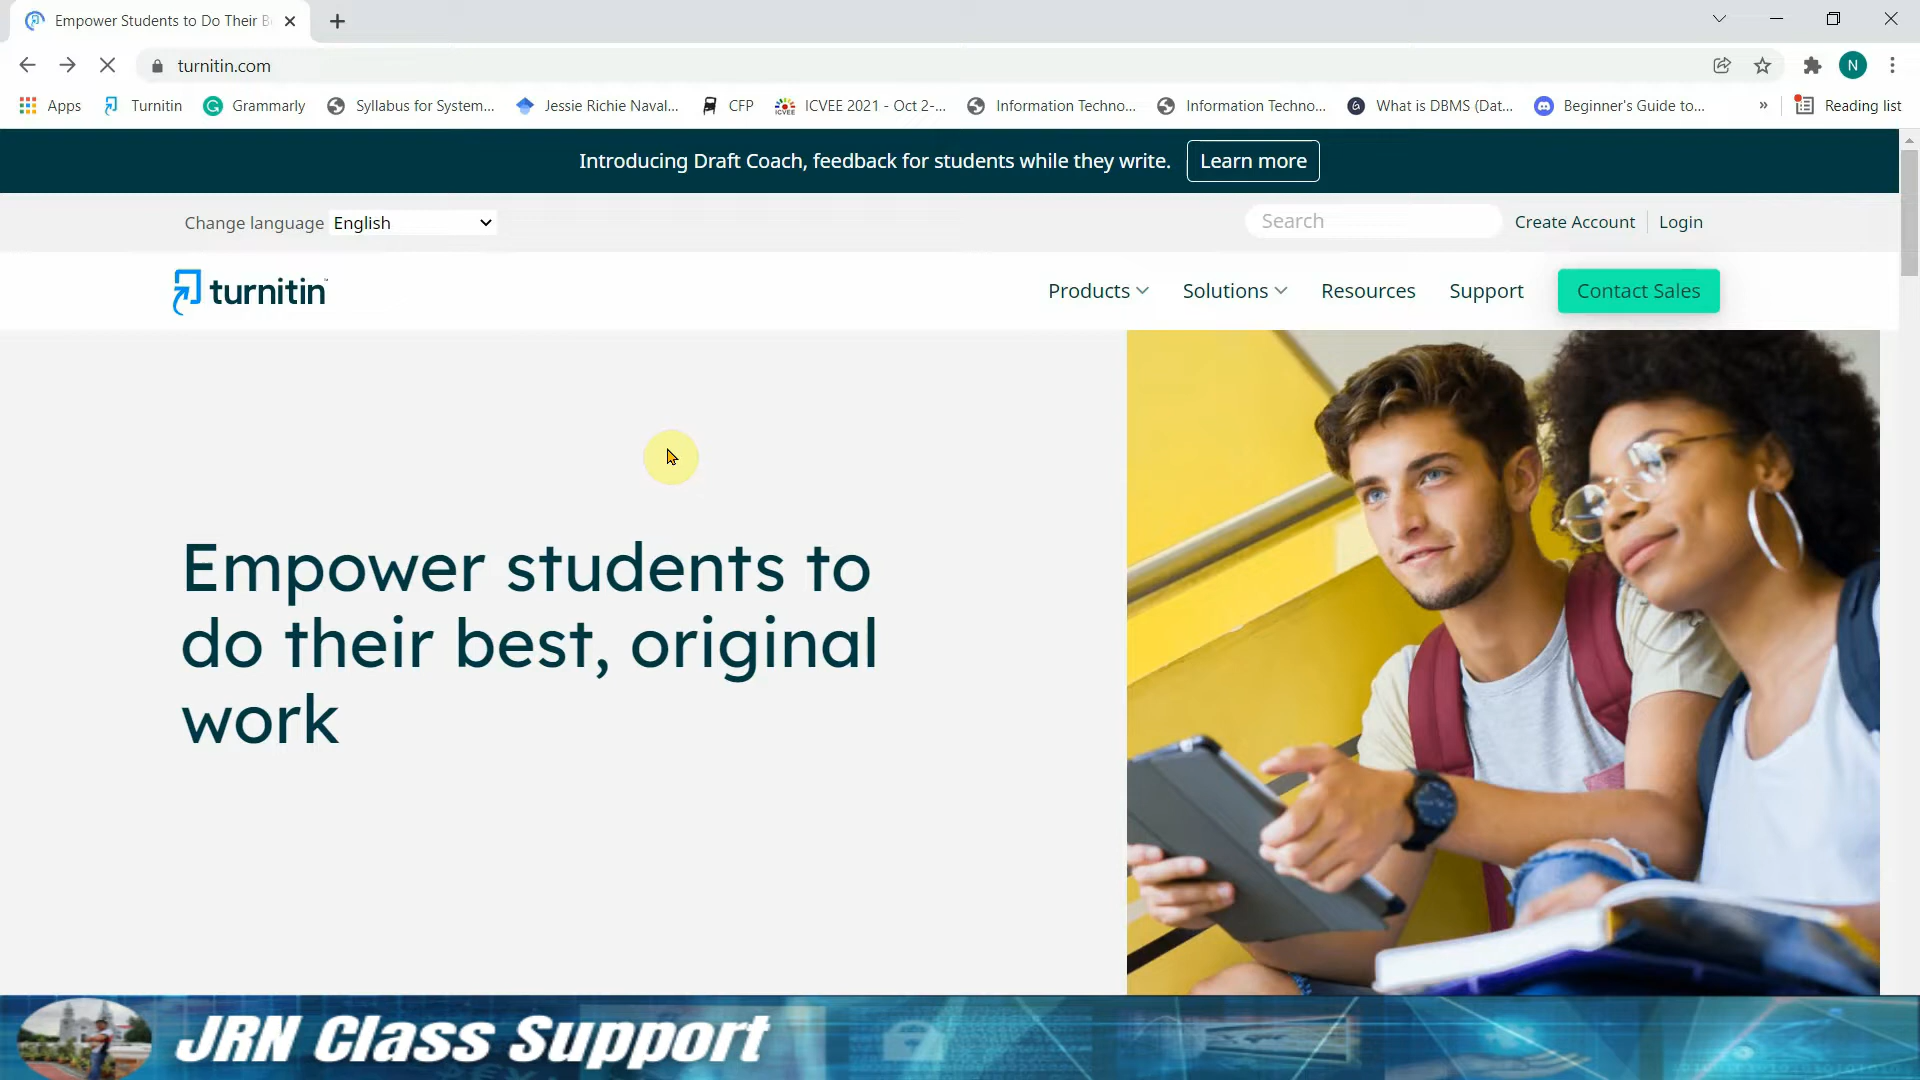 Empower Students to Do Their B
turnitin.com
N
Apps
Turnitin
Grammarly
Syllabus for System...
Jessie Richie Naval...
CFP
ICVEE 2021 - Oct 2-...
Information Techno...
Information Techno...
What is DBMS (Dat...
Beginner's Guide to...
»
Reading list
Introducing Draft Coach, feedback for students while they write.
Learn more
Change language English
Search
Create Account
Login
turnitin
Products
Solutions
Resources
Support
Contact Sales
Empower students to
do their best, original
work
JRN Class Support